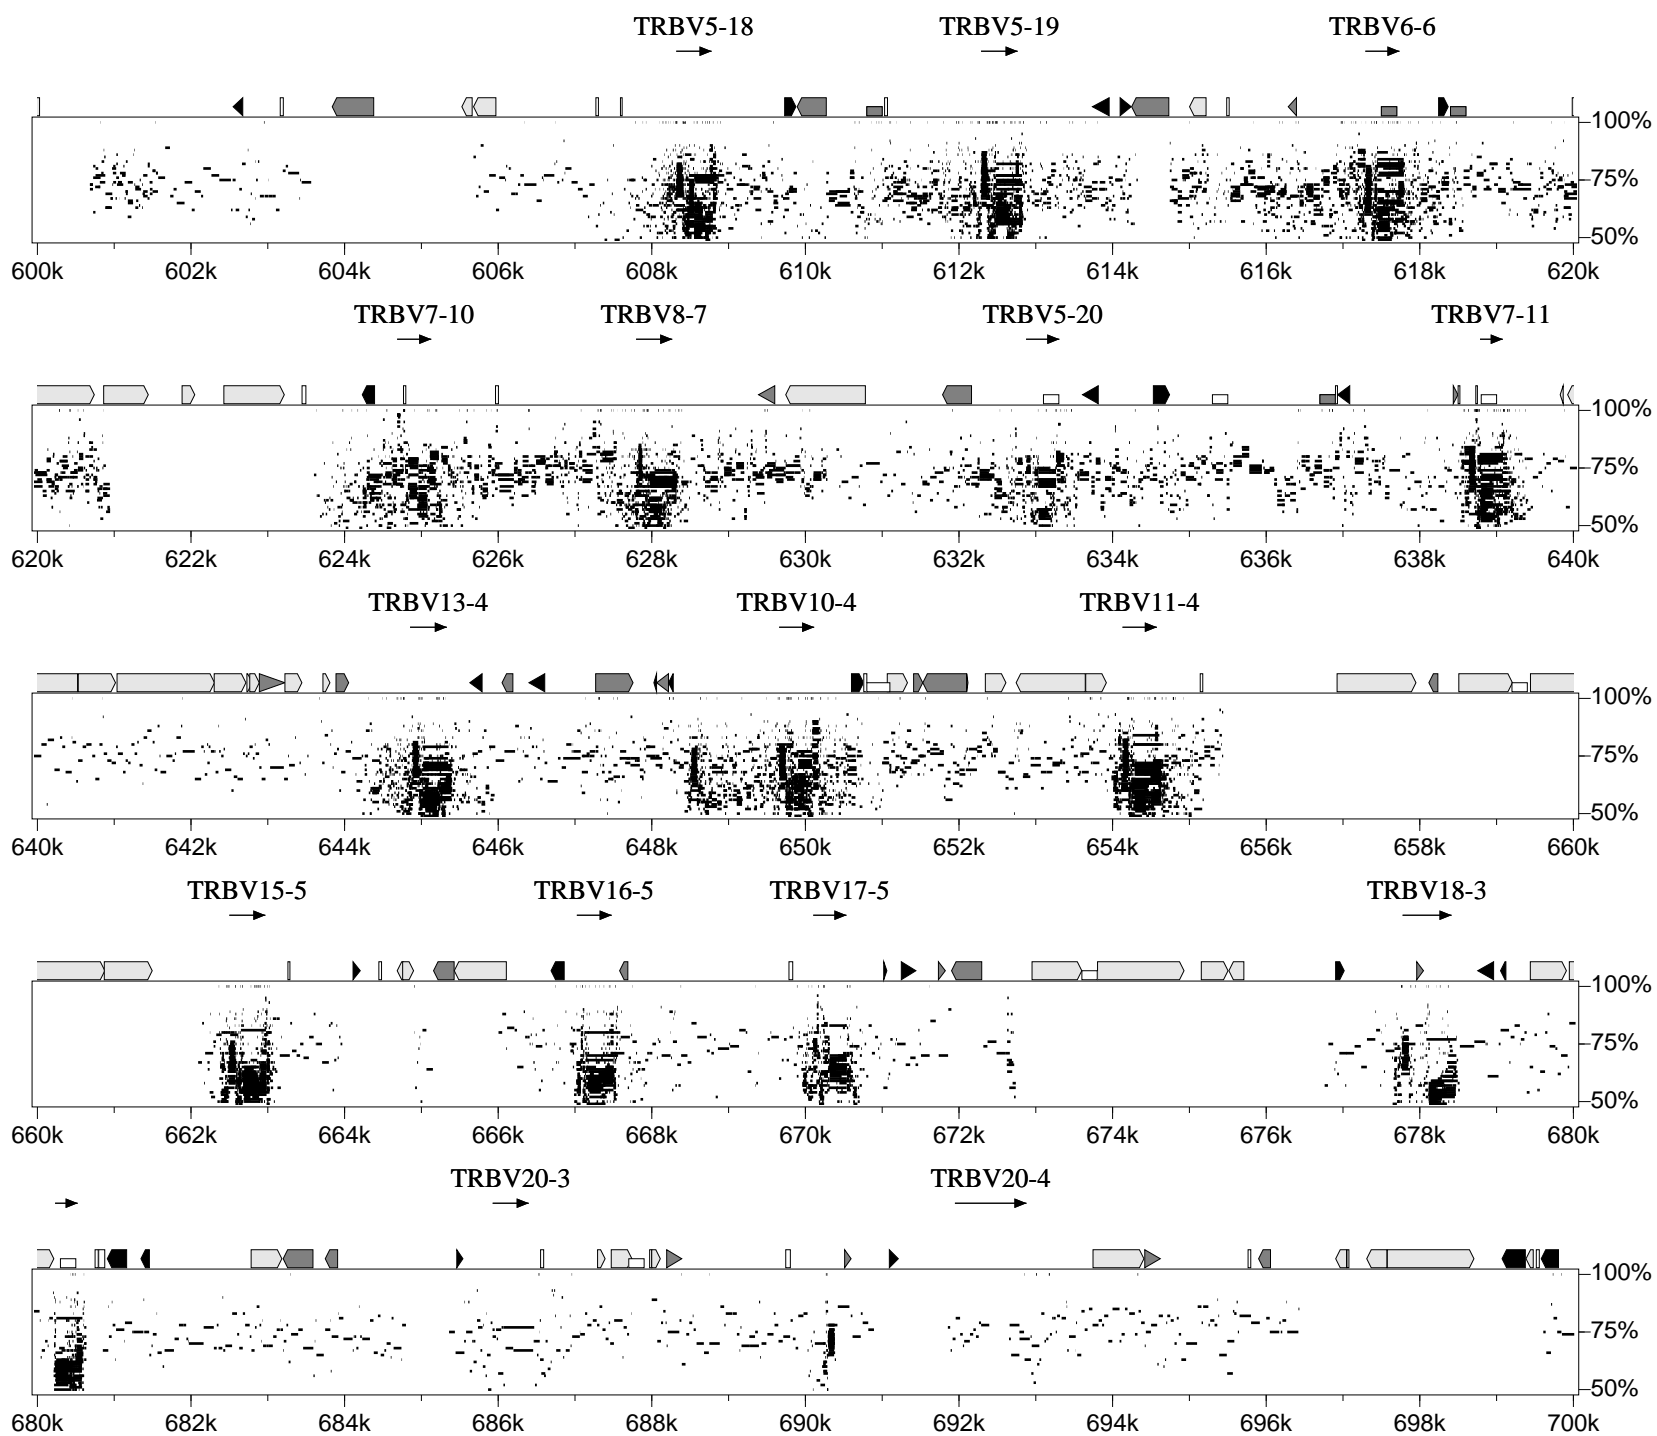 TRBV5-18 TRBV5-19 TRBV6-6
100%
75%
50%
600k 602k 604k 606k 608k 610k 612k 614k 616k 618k 620k
TRBV7-10 TRBV8-7 TRBV5-20 TRBV7-11
100%
75%
50%
620k 622k 624k 626k 628k 630k 632k 634k 636k 638k 640k
TRBV13-4 TRBV10-4 TRBV11-4
100%
75%
50%
640k 642k 644k 646k 648k 650k 652k 654k 656k 658k 660k
TRBV15-5 TRBV16-5 TRBV17-5 TRBV18-3
100%
75%
50%
660k 662k 664k 666k 668k 670k 672k 674k 676k 678k 680k
TRBV20-3 TRBV20-4
100%
75%
50%
680k 682k 684k 686k 688k 690k 692k 694k 696k 698k 700k